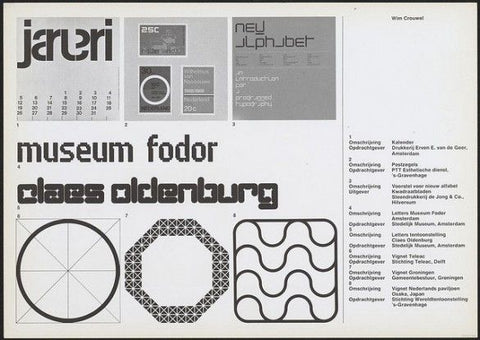 Wim Crouwel
jaruari
5 12 19 26
6 13 20 27
7 14 21 28
1 8 15 22 29
2 9 16 23 30
3 10 17 24 31
4 11 18 25
25c
nederland
20c
new
alphabet
an
introduction
for
programmed
typography
1
2
3
museum fodor
4
claes oldenburg
5
6
7
8
1
Omschrijving Kalender
Opdrachtgever Drukkerij Erven E. van de Geer,
Amsterdam
2
Omschrijving Postzegels
Opdrachtgever PTT Esthetische dienst,
's-Gravenhage
3
Omschrijving Voorstel voor nieuw alfabet
Uitgever Kwadraatbladen
Steendrukkerij de Jong & Co.,
Hilversum
4
Omschrijving Letters Museum Fodor
Amsterdam
Opdrachtgever Stedelijk Museum, Amsterdam
5
Omschrijving Letters tentoonstelling
Claes Oldenburg
Opdrachtgever Stedelijk Museum, Amsterdam
6
Omschrijving Vignet Teleac
Opdrachtgever Stichting Teleac, Delft
7
Omschrijving Vignet Groningen
Opdrachtgever Gemeentebestuur, Groningen
8
Omschrijving Vignet Nederlands paviljoen
Osaka, Japan
Opdrachtgever Stichting Wereldtentoonstelling
's-Gravenhage